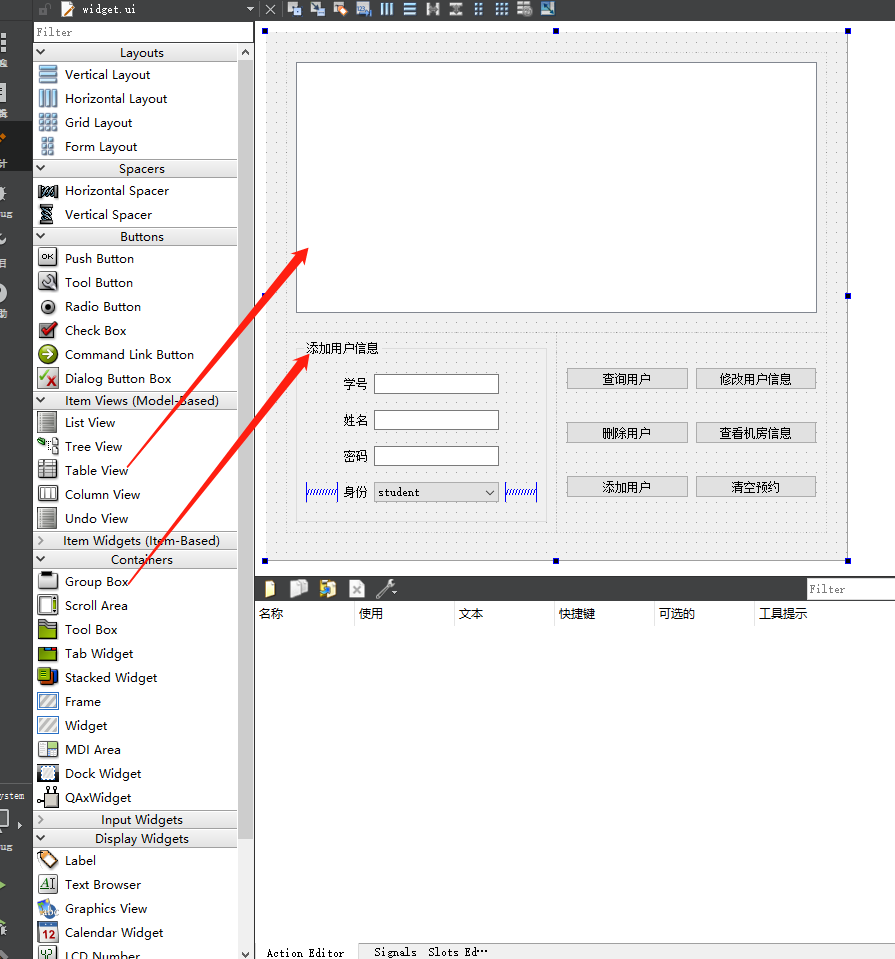 widget.ui
Filter
Layouts
Vertical Layout
Horizontal Layout
Grid Layout
Form Layout
Spacers
Horizontal Spacer
Vertical Spacer
Buttons
Push Button
Tool Button
Radio Button
Check Box
Command Link Button
Dialog Button Box
Item Views (Model-Based)
List View
Tree View
Table View
Column View
Undo View
Item Widgets (Item-Based)
Containers
Group Box
Scroll Area
Tool Box
Tab Widget
Stacked Widget
Frame
Widget
MDI Area
Dock Widget
QAxWidget
Input Widgets
Display Widgets
Label
Text Browser
Graphics View
Calendar Widget
LCD Number
添加用户信息
学号
姓名
密码
身份 student
查询用户 修改用户信息
删除用户 查看机房信息
添加用户 清空预约
Filter
名称 使用 文本 快捷键 可选的 工具提示
Action Editor Signals Slots Ed…